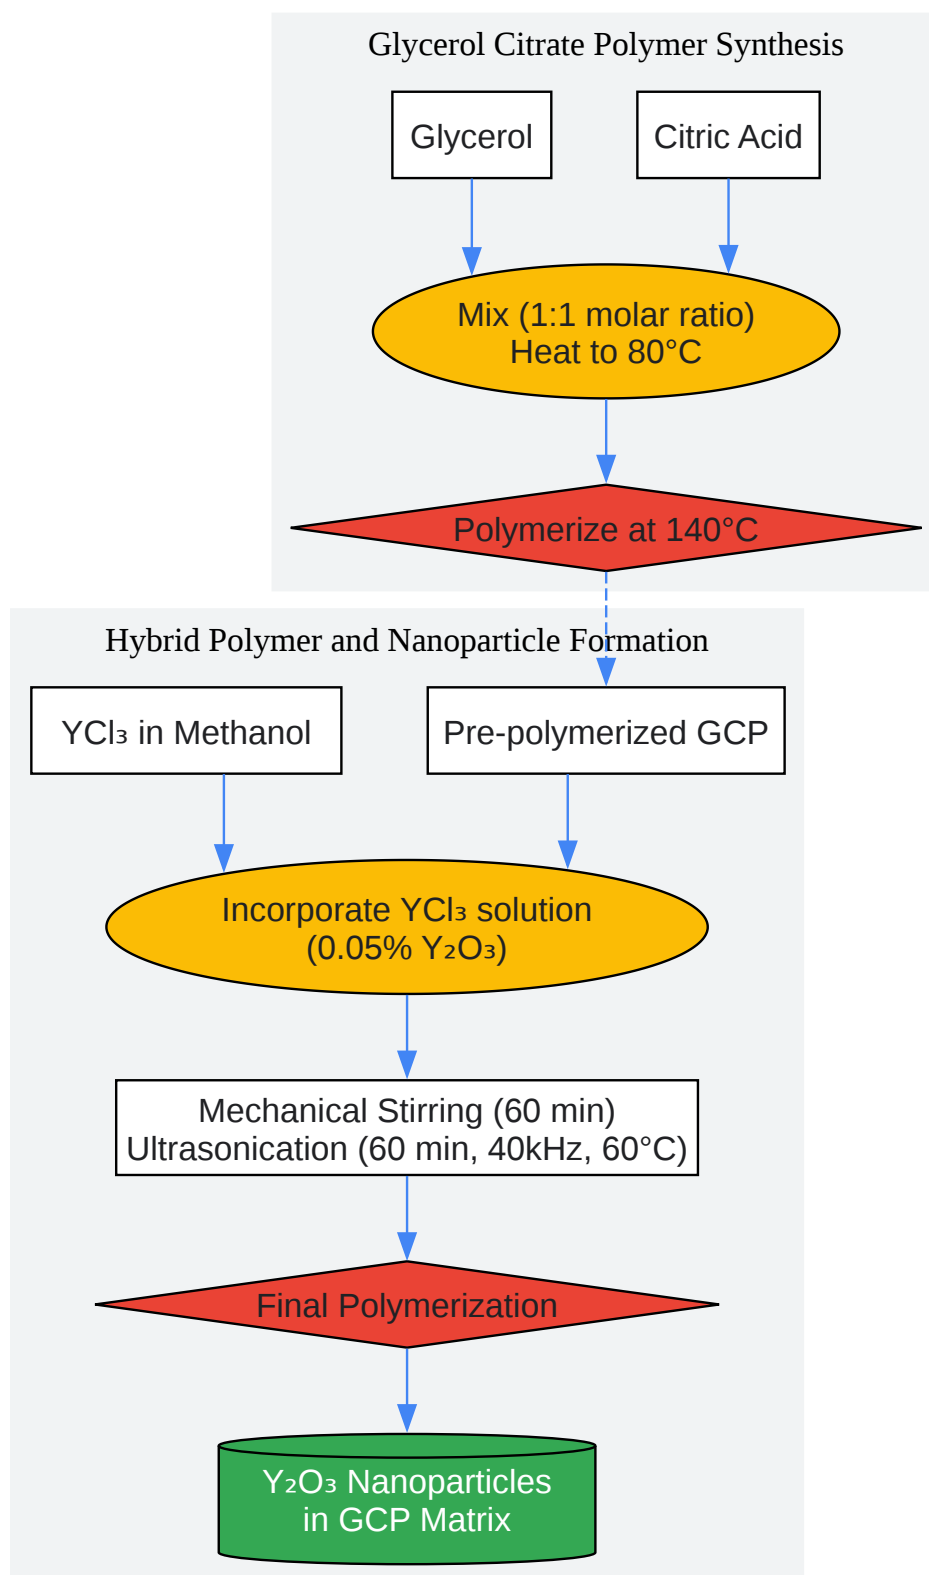 Glycerol Citrate Polymer Synthesis
Glycerol
Citric Acid
Mix (1:1 molar ratio)
Heat to 80°C
Polymerize at 140°C
Hybrid Polymer and Nanoparticle Formation
YCl₃ in Methanol
Pre-polymerized GCP
Incorporate YCl₃ solution
(0.05% Y₂O₃)
Mechanical Stirring (60 min)
Ultrasonication (60 min, 40kHz, 60°C)
Final Polymerization
Y₂O₃ Nanoparticles
in GCP Matrix